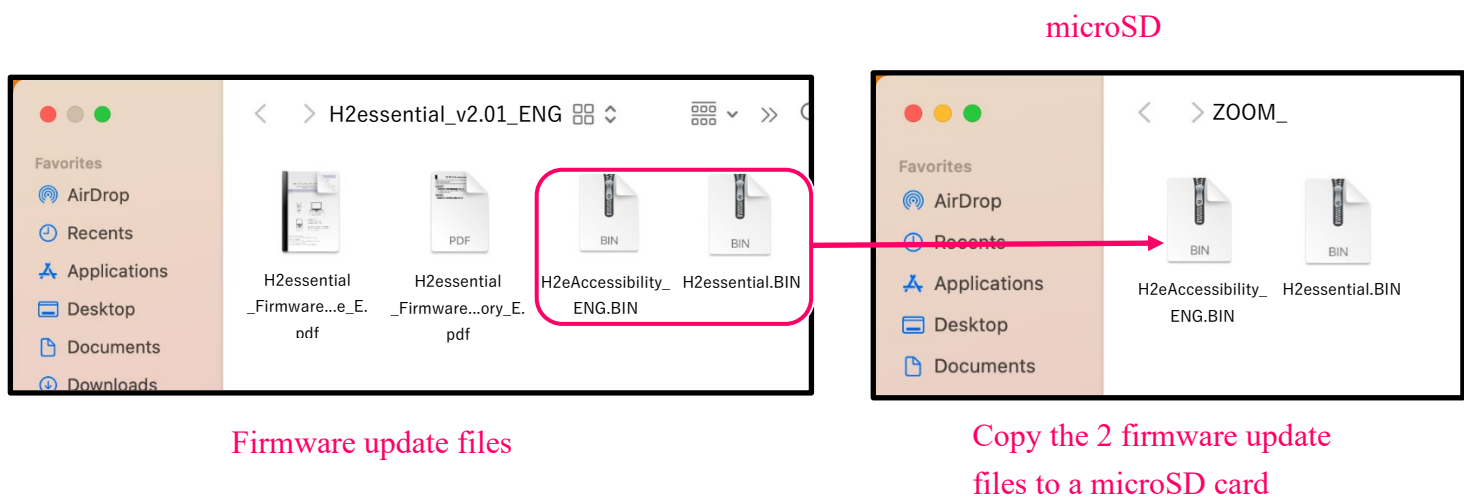 microSD
H2essential_v2.01_ENG
Favorites
AirDrop
Recents
Applications
Desktop
Documents
Downloads
PDF
BIN
BIN
H2essential
_Firmware...e_E.
pdf
H2essential
_Firmware...ory_E.
pdf
H2eAccessibility_
ENG.BIN
H2essential.BIN
ZOOM_
Favorites
AirDrop
Recents
Applications
Desktop
Documents
BIN
BIN
H2eAccessibility_
ENG.BIN
H2essential.BIN
Firmware update files
Copy the 2 firmware update
files to a microSD card